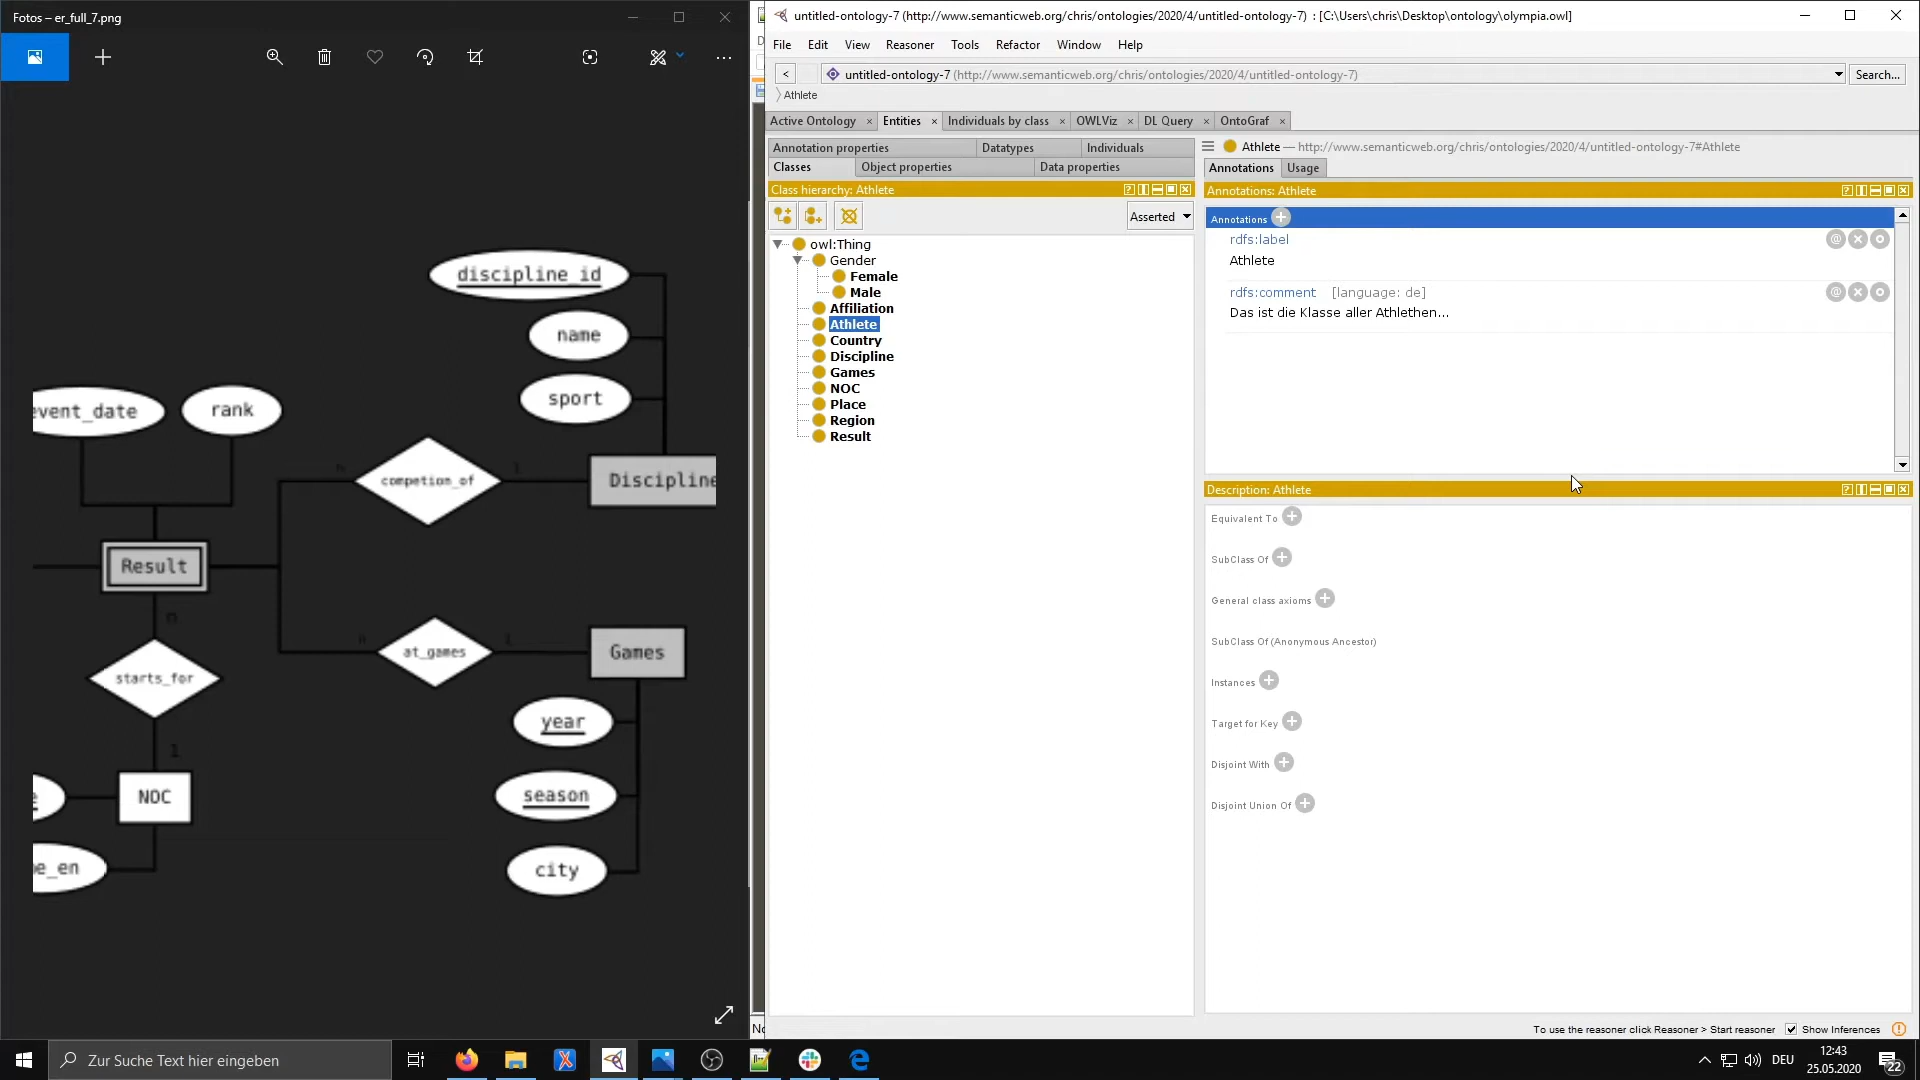 Fotos – er_full_7.png
discipline_id
name
sport
event_date
rank
n
competion_of
1
Discipline
Result
n
n
at_games
1
Games
starts_for
year
1
season
NOC
e_en
city
Zur Suche Text hier eingeben
untitled-ontology-7 (http://www.semanticweb.org/chris/ontologies/2020/4/untitled-ontology-7) : [C:\Users\chris\Desktop\ontology\olympia.owl]
File Edit View Reasoner Tools Refactor Window Help
< untitled-ontology-7 (http://www.semanticweb.org/chris/ontologies/2020/4/untitled-ontology-7) Search...
Athlete
Active Ontology × Entities × Individuals by class × OWLViz × DL Query × OntoGraf ×
Annotation properties Datatypes Individuals
Classes Object properties Data properties
Class hierarchy: Athlete
Asserted
owl:Thing
Gender
Female
Male
Affiliation
Athlete
Country
Discipline
Games
NOC
Place
Region
Result
Athlete — http://www.semanticweb.org/chris/ontologies/2020/4/untitled-ontology-7#Athlete
Annotations Usage
Annotations: Athlete
Annotations
rdfs:label
Athlete
rdfs:comment [language: de]
Das ist die Klasse aller Athlethen...
Description: Athlete
Equivalent To
SubClass Of
General class axioms
SubClass Of (Anonymous Ancestor)
Instances
Target for Key
Disjoint With
Disjoint Union Of
To use the reasoner click Reasoner > Start reasoner Show Inferences
DEU
12:43
25.05.2020
22